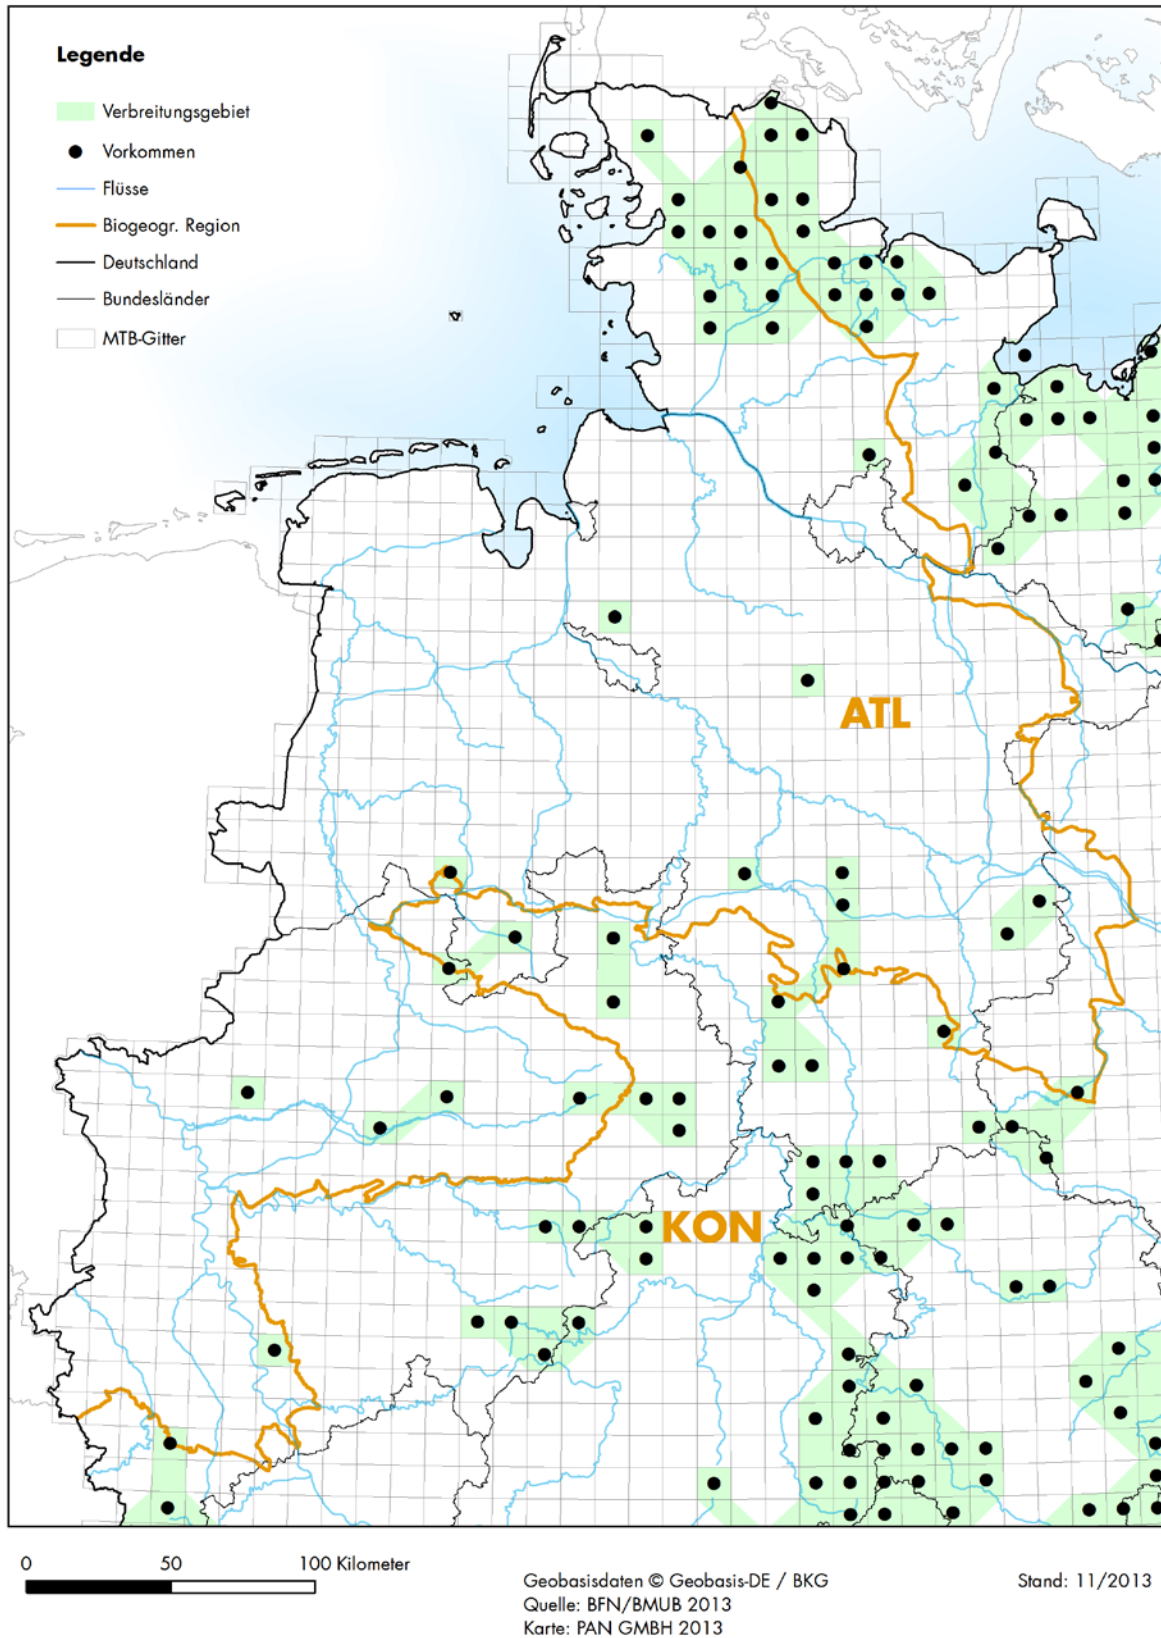 Legende
Verbreitungsgebiet
Vorkommen
Flüsse
Biogeogr. Region
Deutschland
Bundesländer
MTB-Gitter
ATL
KON
0 50 100 Kilometer
Geobasisdaten © Geobasis-DE / BKG
Quelle: BFN/BMUB 2013
Karte: PAN GMBH 2013
Stand: 11/2013